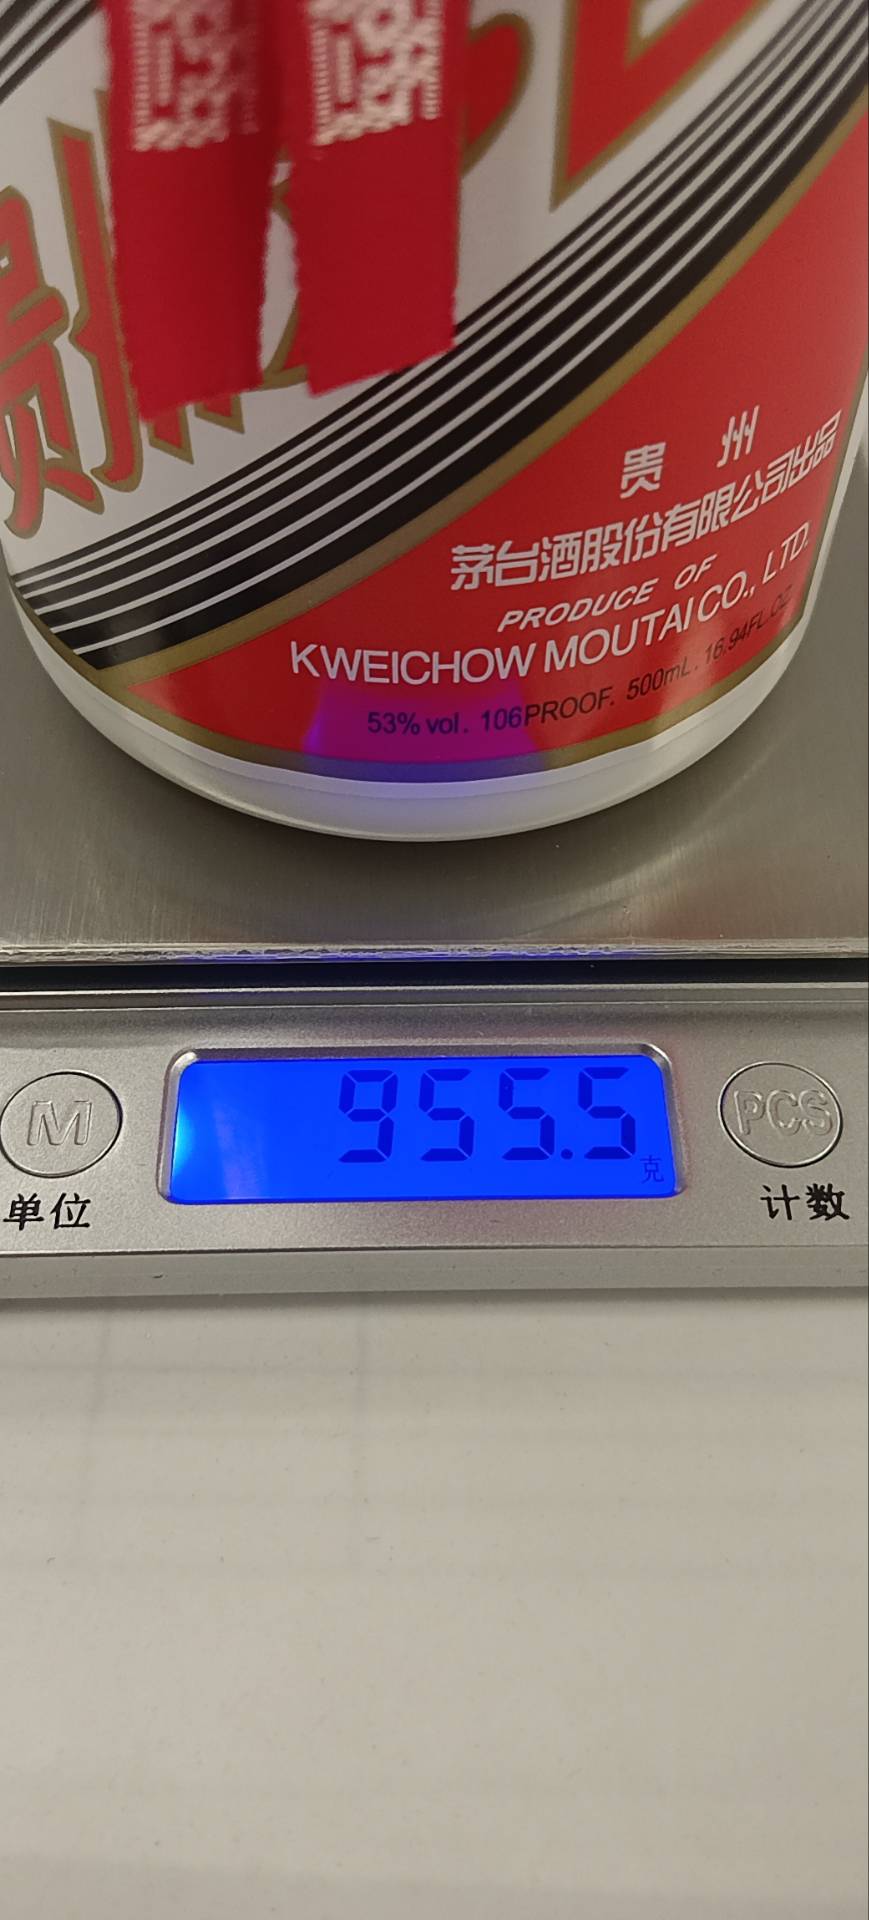 贵州
茅台酒股份有限公司出品
PRODUCE OF
KWEICHOW MOUTAI CO., LTD.
53% vol. 106PROOF. 500mL. 16.94FL.OZ
955.5
克
M
单位
PCS
计数